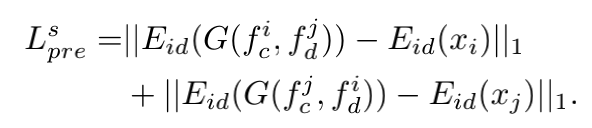 L^s_{pre} =||E_{id}(G(f^i_c, f^j_d)) − E_{id}(x_i)||_1
+ ||E_{id}(G(f^j_c, f^i_d)) − E_{id}(x_j)||_1.